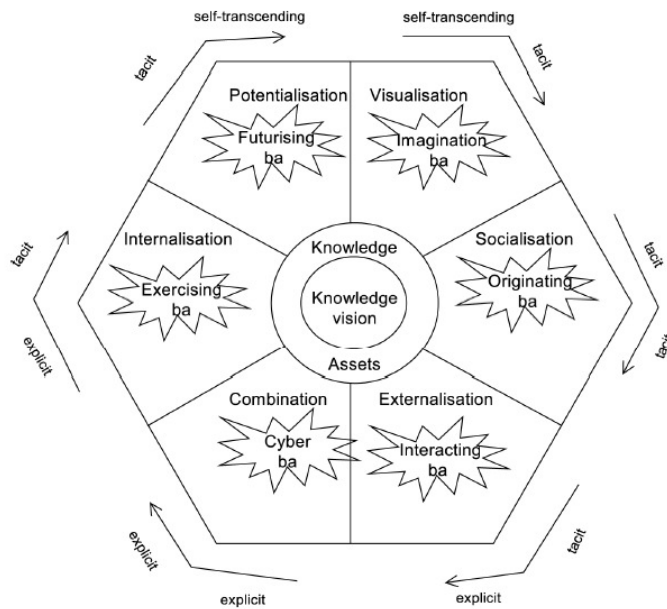 self-transcending
self-transcending
tacit
tacit
Potentialisation
Visualisation
Futurising
ba
Imagination
ba
tacit
explicit
Internalisation
Exercising
ba
Knowledge
Knowledge
vision
Assets
Socialisation
Originating
ba
tacit
tacit
Combination
Cyber
ba
Externalisation
Interacting
ba
explicit
explicit
tacit
explicit